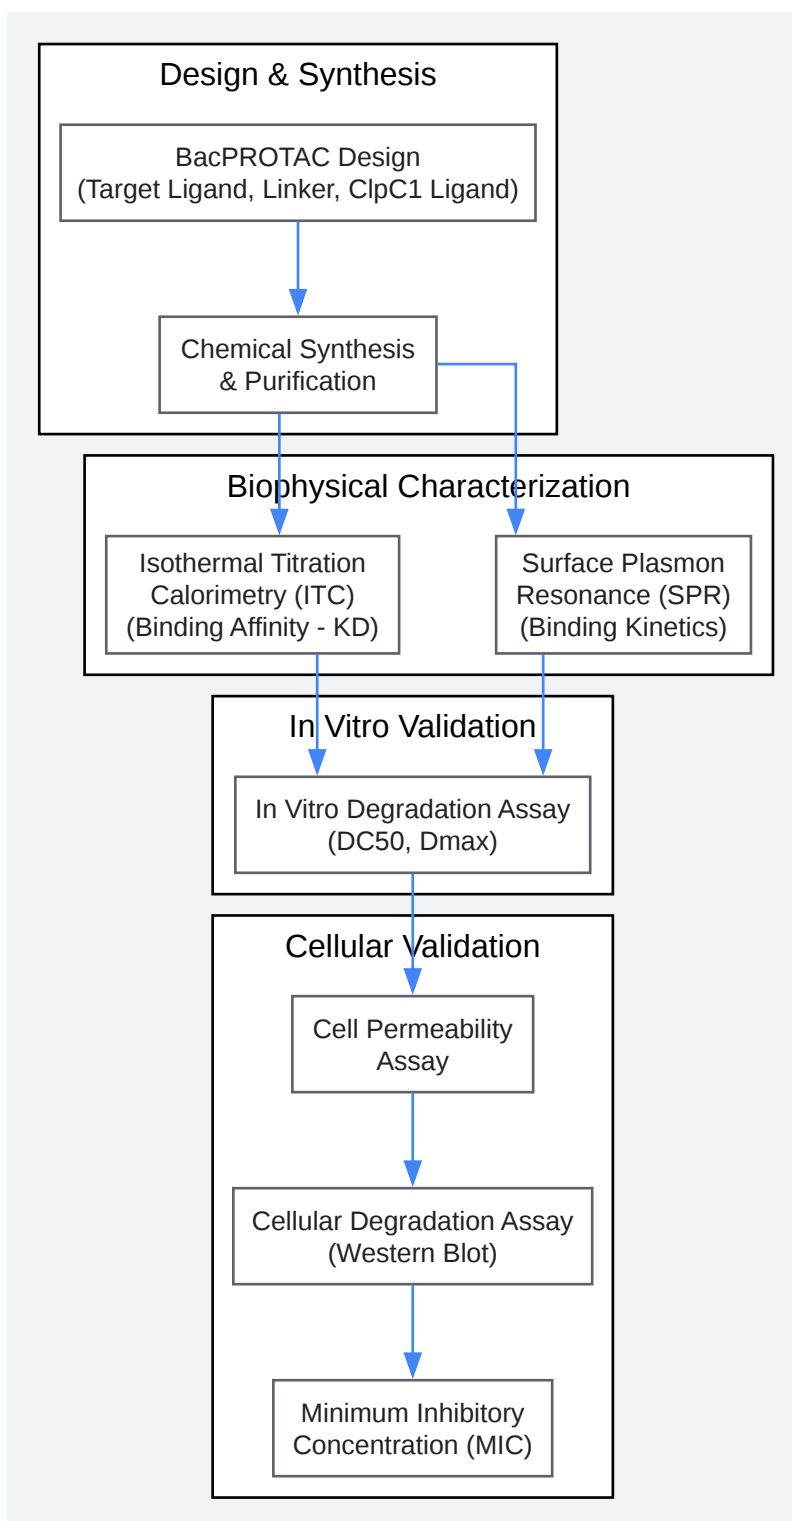 Design & Synthesis
BacPROTAC Design
(Target Ligand, Linker, ClpC1 Ligand)
Chemical Synthesis
& Purification
Biophysical Characterization
Isothermal Titration
Calorimetry (ITC)
(Binding Affinity - KD)
Surface Plasmon
Resonance (SPR)
(Binding Kinetics)
In Vitro Validation
In Vitro Degradation Assay
(DC50, Dmax)
Cellular Validation
Cell Permeability
Assay
Cellular Degradation Assay
(Western Blot)
Minimum Inhibitory
Concentration (MIC)